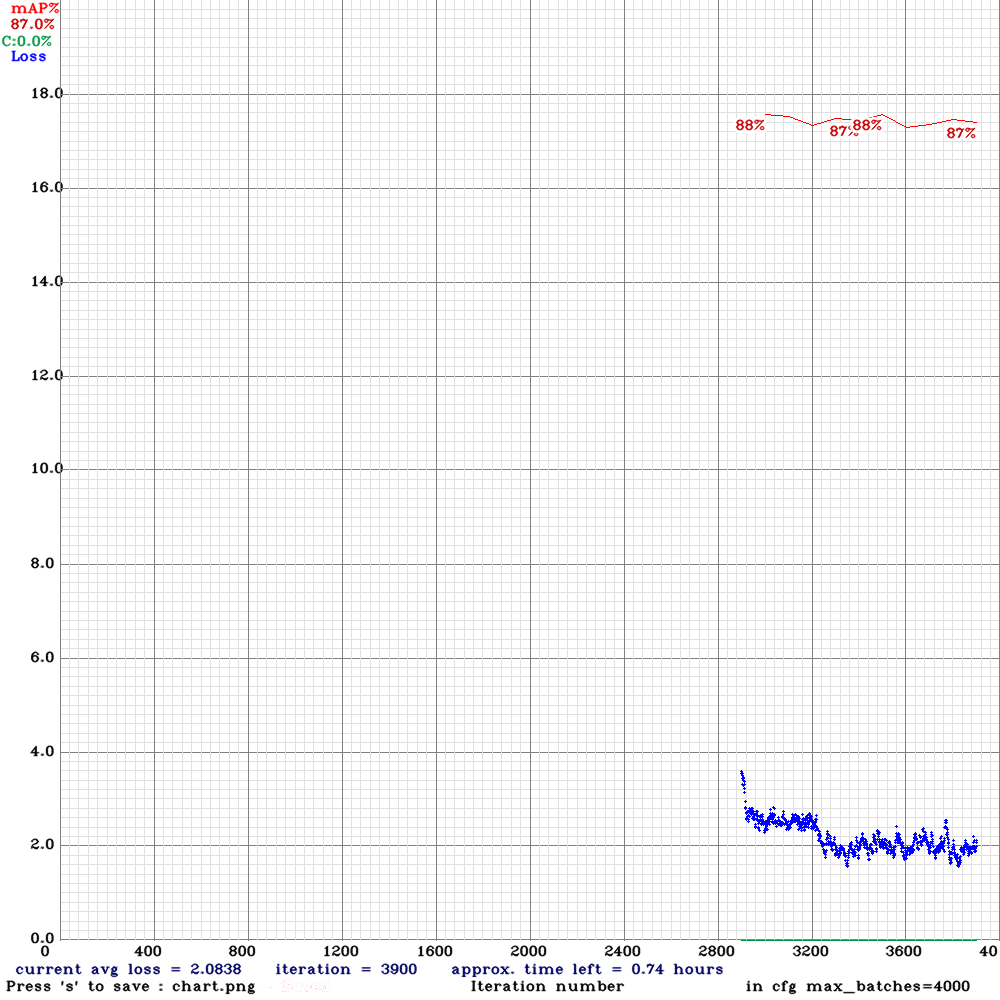 mAP%
87.0%
C:0.0%
Loss
18.0
88% 87% 88% 87%
16.0
14.0
12.0
10.0
8.0
6.0
4.0
2.0
0.0
0 400 800 1200 1600 2000 2400 2800 3200 3600 40
current avg loss = 2.0838 iteration = 3900 approx. time left = 0.74 hours
Press 's' to save : chart.png Iteration number in cfg max_batches=4000